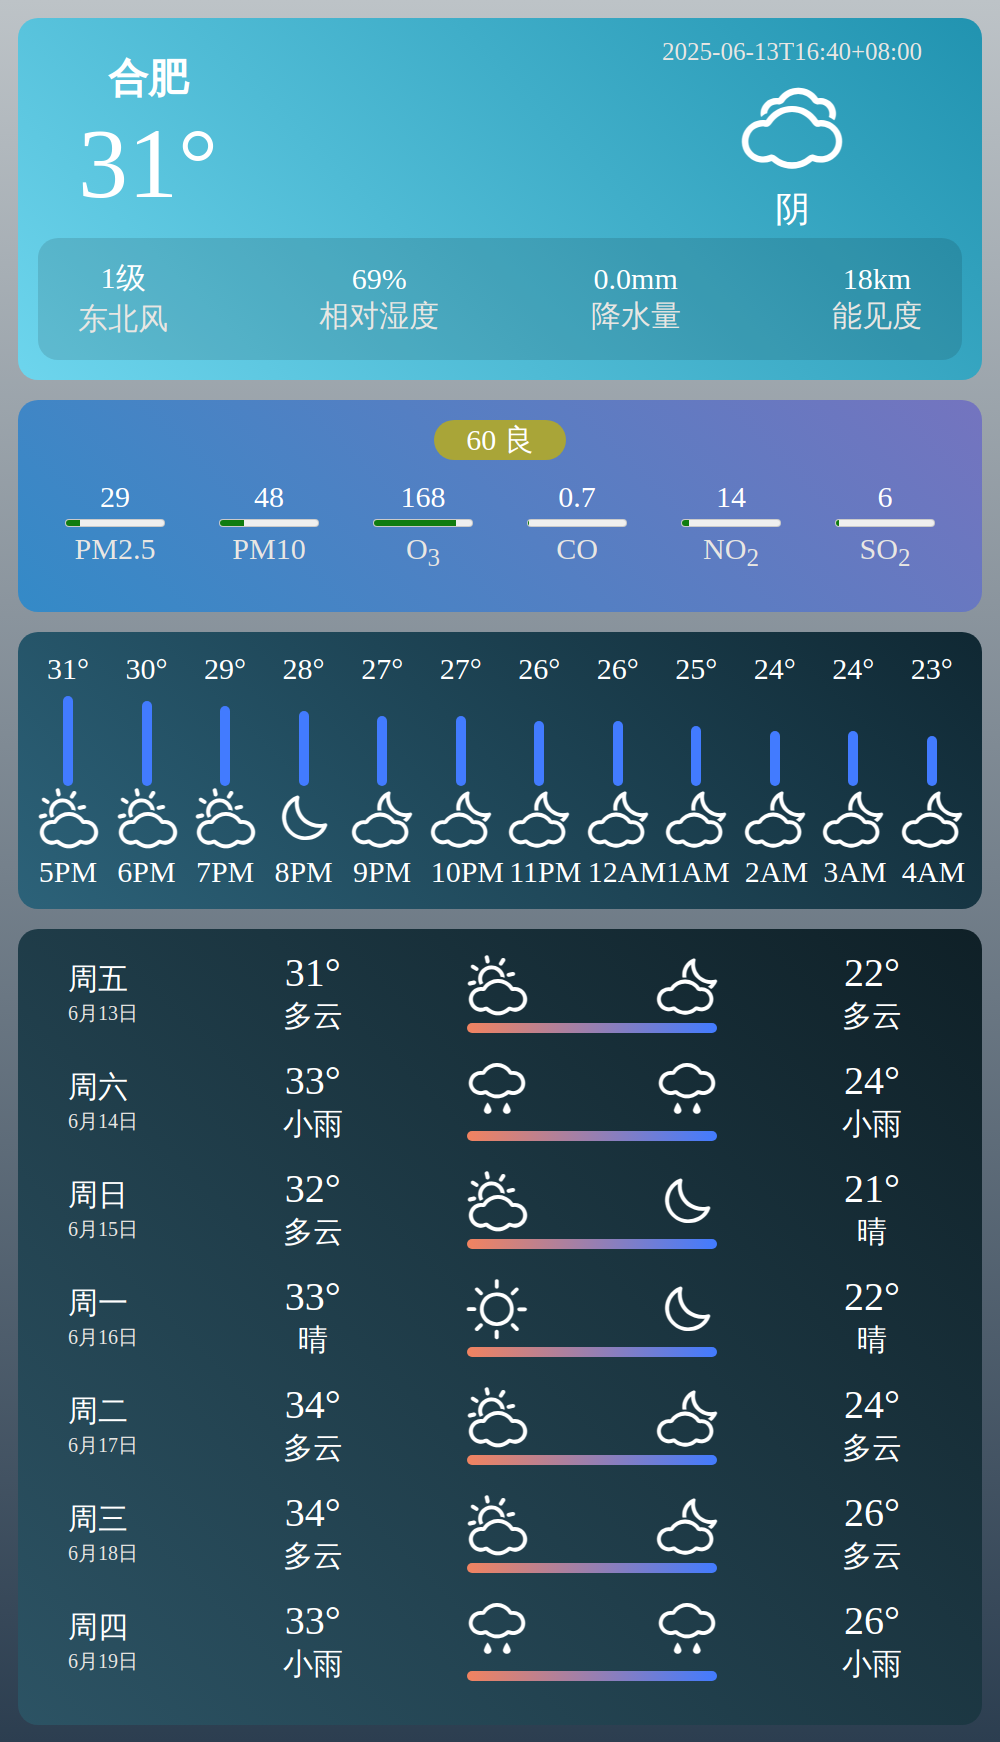 合肥
31°
2025-06-13T16:40+08:00
阴
1级 69% 0.0mm 18km
东北风 相对湿度 降水量 能见度
60 良
29 48 168 0.7 14 6
PM2.5 PM10 O3 CO NO2 SO2
31° 30° 29° 28° 27° 27° 26° 26° 25° 24° 24° 23°
5PM 6PM 7PM 8PM 9PM 10PM 11PM 12AM 1AM 2AM 3AM 4AM
周五 31° 22°
6月13日 多云 多云
周六 33° 24°
6月14日 小雨 小雨
周日 32° 21°
6月15日 多云 晴
周一 33° 22°
6月16日 晴 晴
周二 34° 24°
6月17日 多云 多云
周三 34° 26°
6月18日 多云 多云
周四 33° 26°
6月19日 小雨 小雨